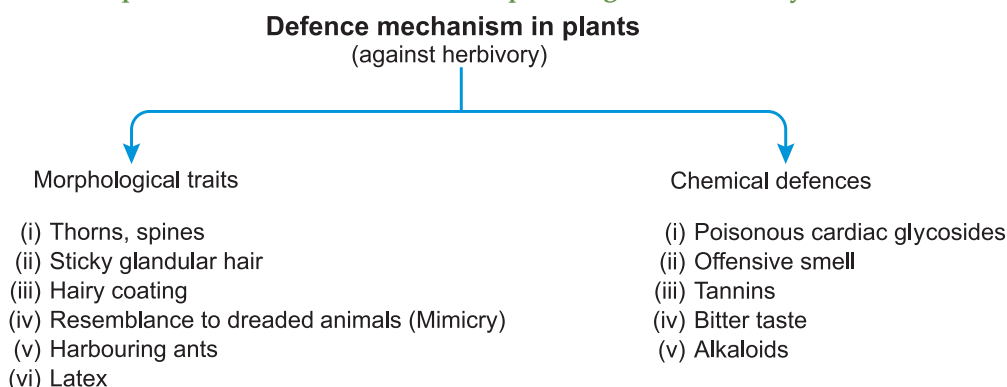 Defence mechanism in plants
(against herbivory)
Morphological traits
(i) Thorns, spines
(ii) Sticky glandular hair
(iii) Hairy coating
(iv) Resemblance to dreaded animals (Mimicry)
(v) Harbouring ants
(vi) Latex
Chemical defences
(i) Poisonous cardiac glycosides
(ii) Offensive smell
(iii) Tannins
(iv) Bitter taste
(v) Alkaloids